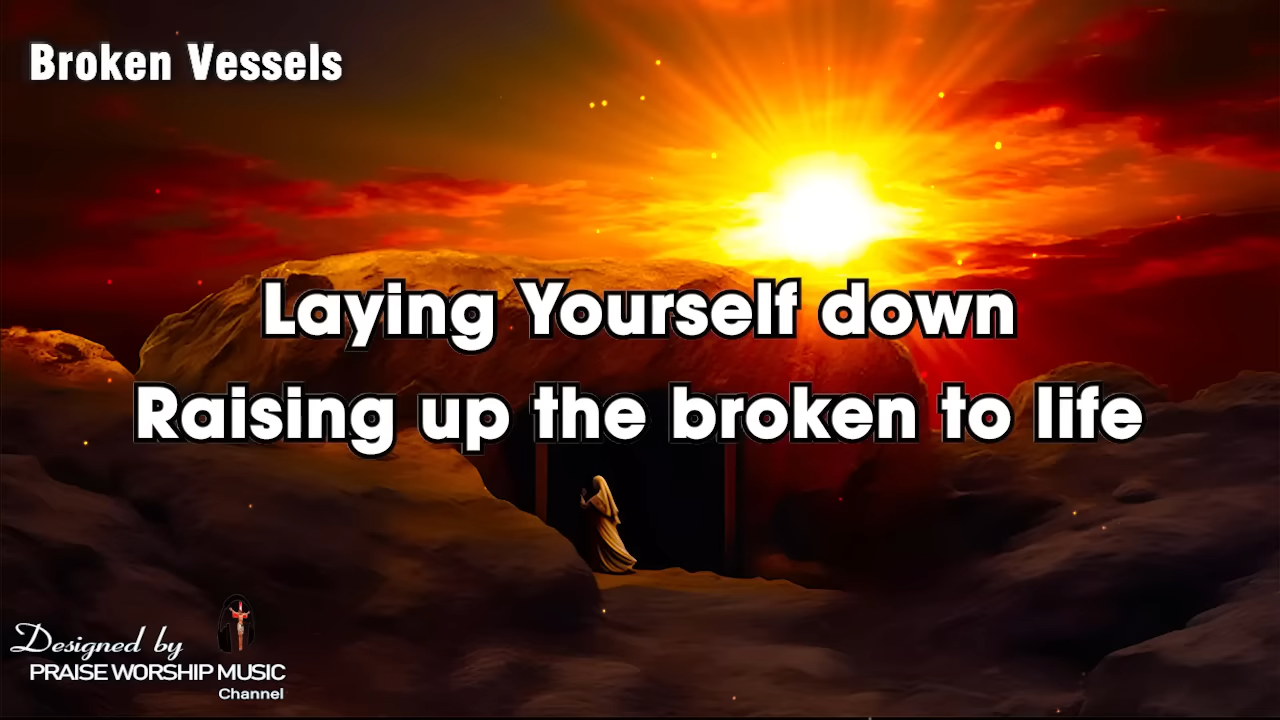 Broken Vessels
Laying Yourself down
Raising up the broken to life
Designed by
PRAISE WORSHIP MUSIC
Channel